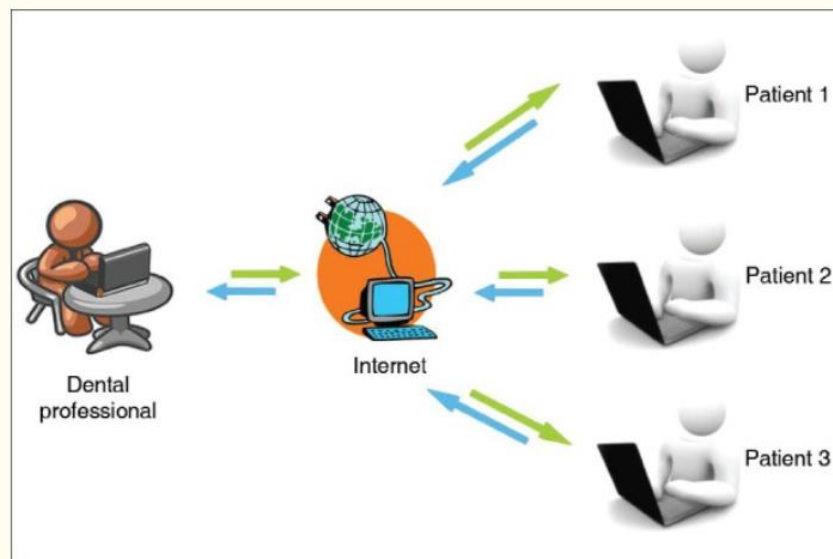 Patient 1
Patient 2
Internet
Dental
professional
Patient 3